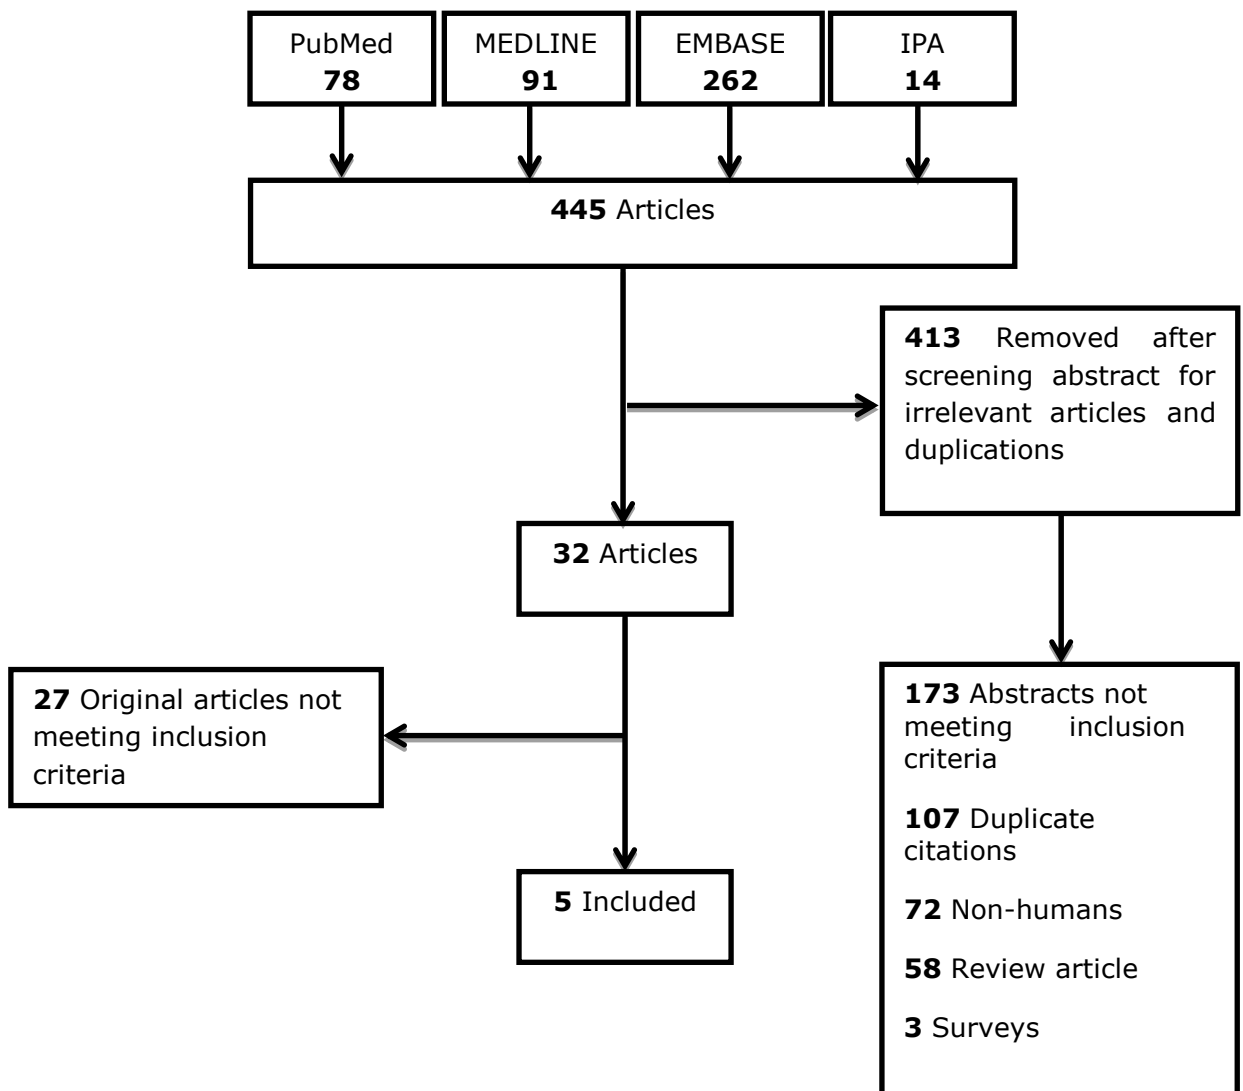 PubMed
78
MEDLINE
91
EMBASE
262
IPA
14
445 Articles
413 Removed after
screening abstract for
irrelevant articles and
duplications
32 Articles
27 Original articles not
meeting inclusion
criteria
173 Abstracts not
meeting inclusion
criteria
107 Duplicate
citations
72 Non-humans
58 Review article
3 Surveys
5 Included